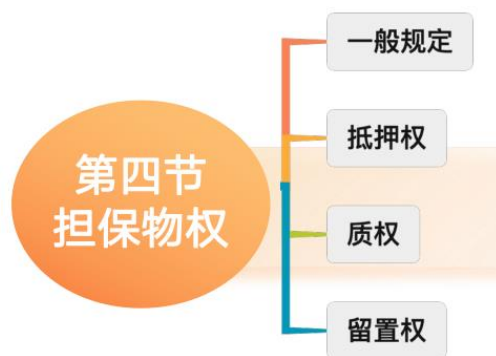 第四节
担保物权
一般规定
抵押权
质权
留置权